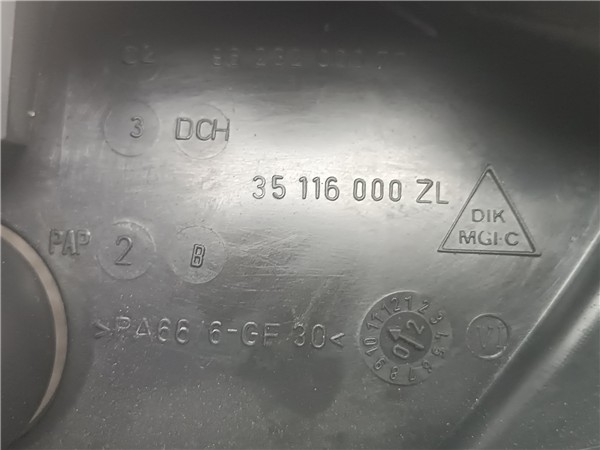 3 DCH
35 116 000 ZL
DIK
MGI-C
PAP 2 B
>PA66 6-GF 30<